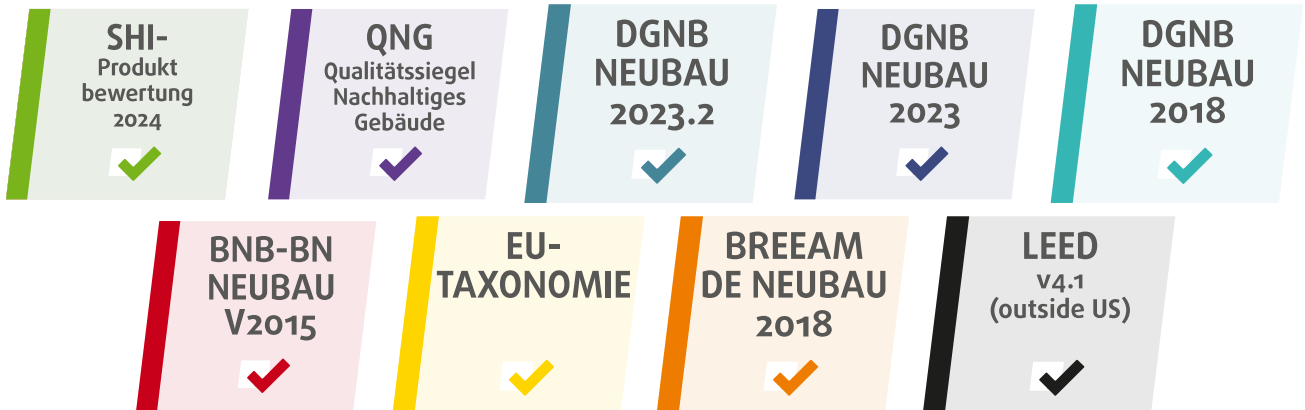 SHI-
Produkt
bewertung
2024
QNG
Qualitätssiegel
Nachhaltiges
Gebäude
DGNB
NEUBAU
2023.2
DGNB
NEUBAU
2023
DGNB
NEUBAU
2018
BNB-BN
NEUBAU
V2015
EU-
TAXONOMIE
BREEAM
DE NEUBAU
2018
LEED
v4.1
(outside US)